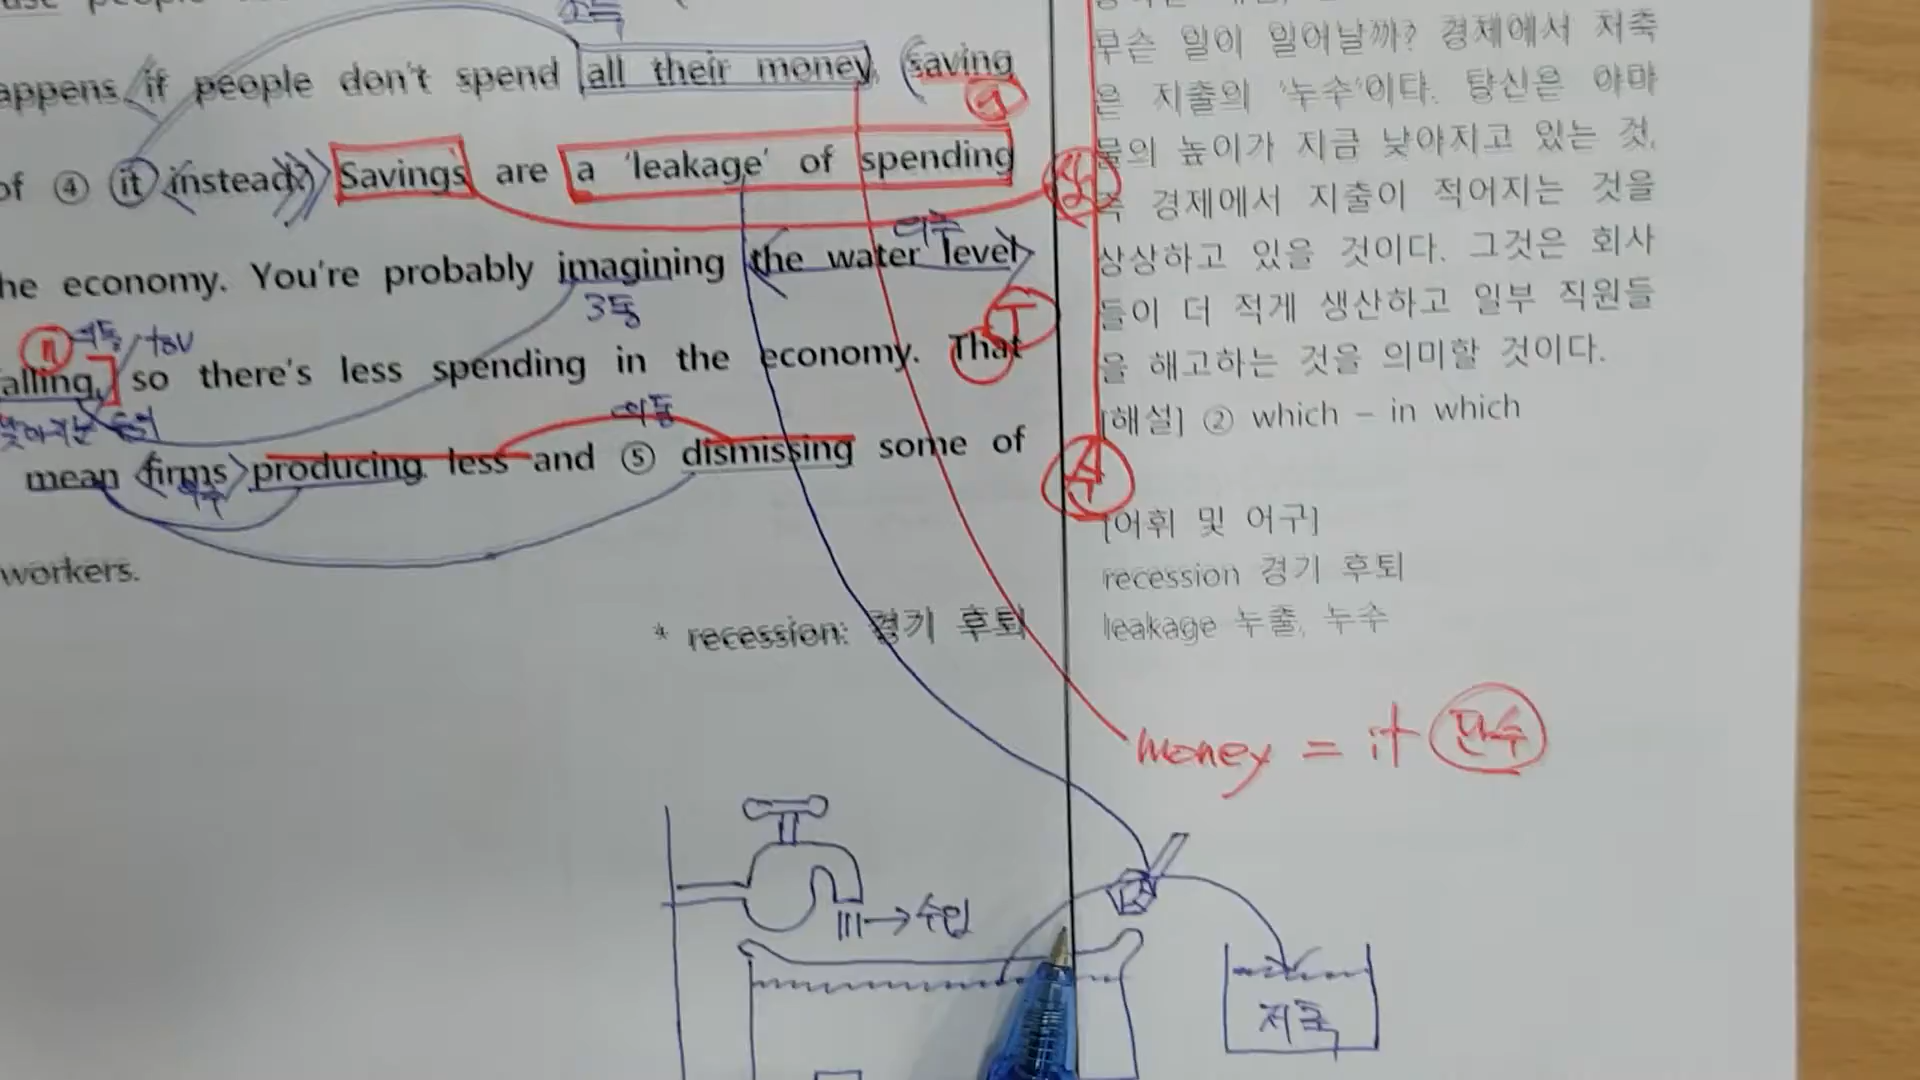 소득
appens if people don't spend all their money, (saving
of ④ it instead)? Savings are a 'leakage' of spending
he economy. You're probably imagining the water level
3동
alling, so there's less spending in the economy. That
toV
mean firms producing less and ⑤ dismissing some of
workers.
* recession: 경기 후퇴
무슨 일이 일어날까? 경제에서 저축
은 지출의 '누수'이다. 당신은 아마
물의 높이가 지금 낮아지고 있는 것,
즉 경제에서 지출이 적어지는 것을
상상하고 있을 것이다. 그것은 회사
들이 더 적게 생산하고 일부 직원들
을 해고하는 것을 의미할 것이다.
[해설] ② which – in which
[어휘 및 어구]
recession 경기 후퇴
leakage 누출, 누수
money = it 단수
→ 수입
저축